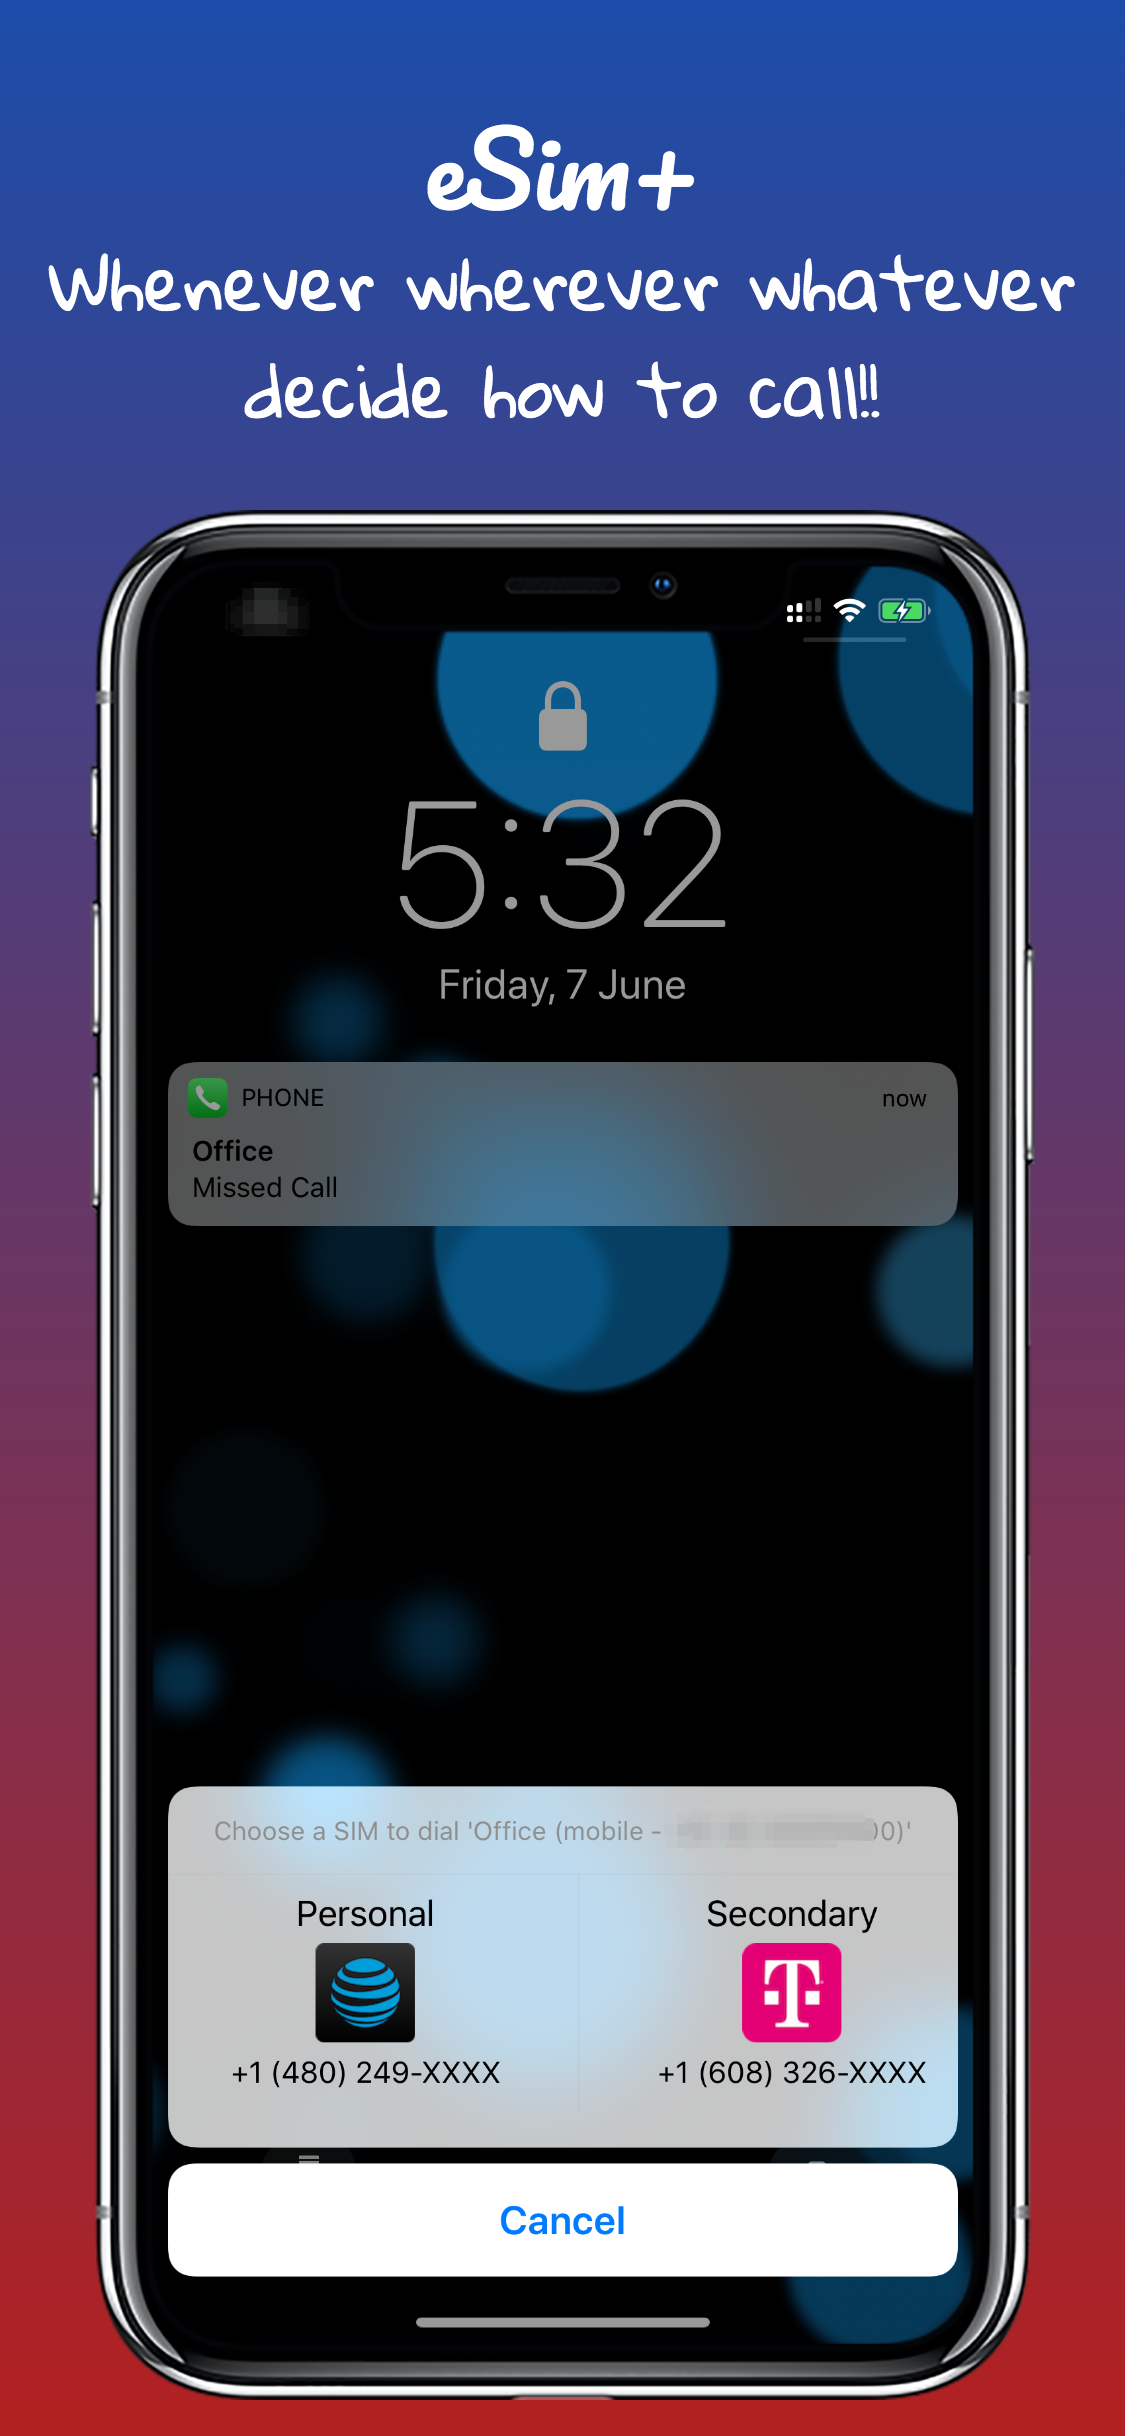 eSim+
Whenever wherever whatever
decide how to call!!
5:32
Friday, 7 June
PHONE
now
Office
Missed Call
Choose a SIM to dial 'Office (mobile - 0)'
Personal
Secondary
T
+1 (480) 249-XXXX
+1 (608) 326-XXXX
Cancel